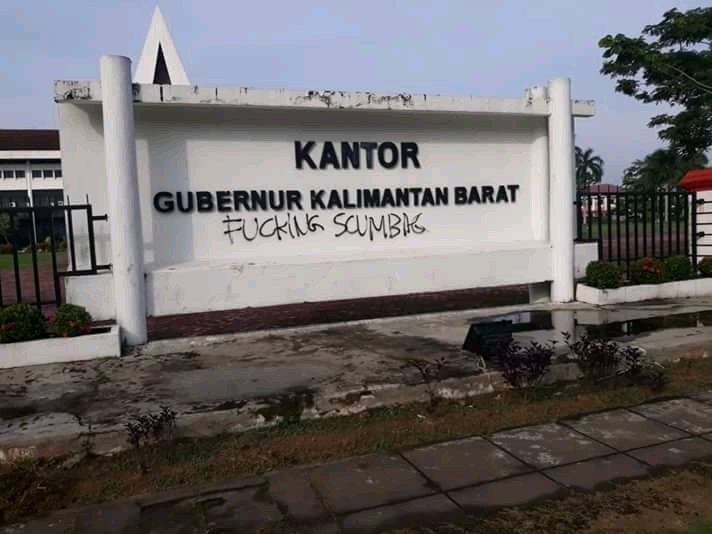 KANTOR
GUBERNUR KALIMANTAN BARAT
FUCKING SCUMBAG